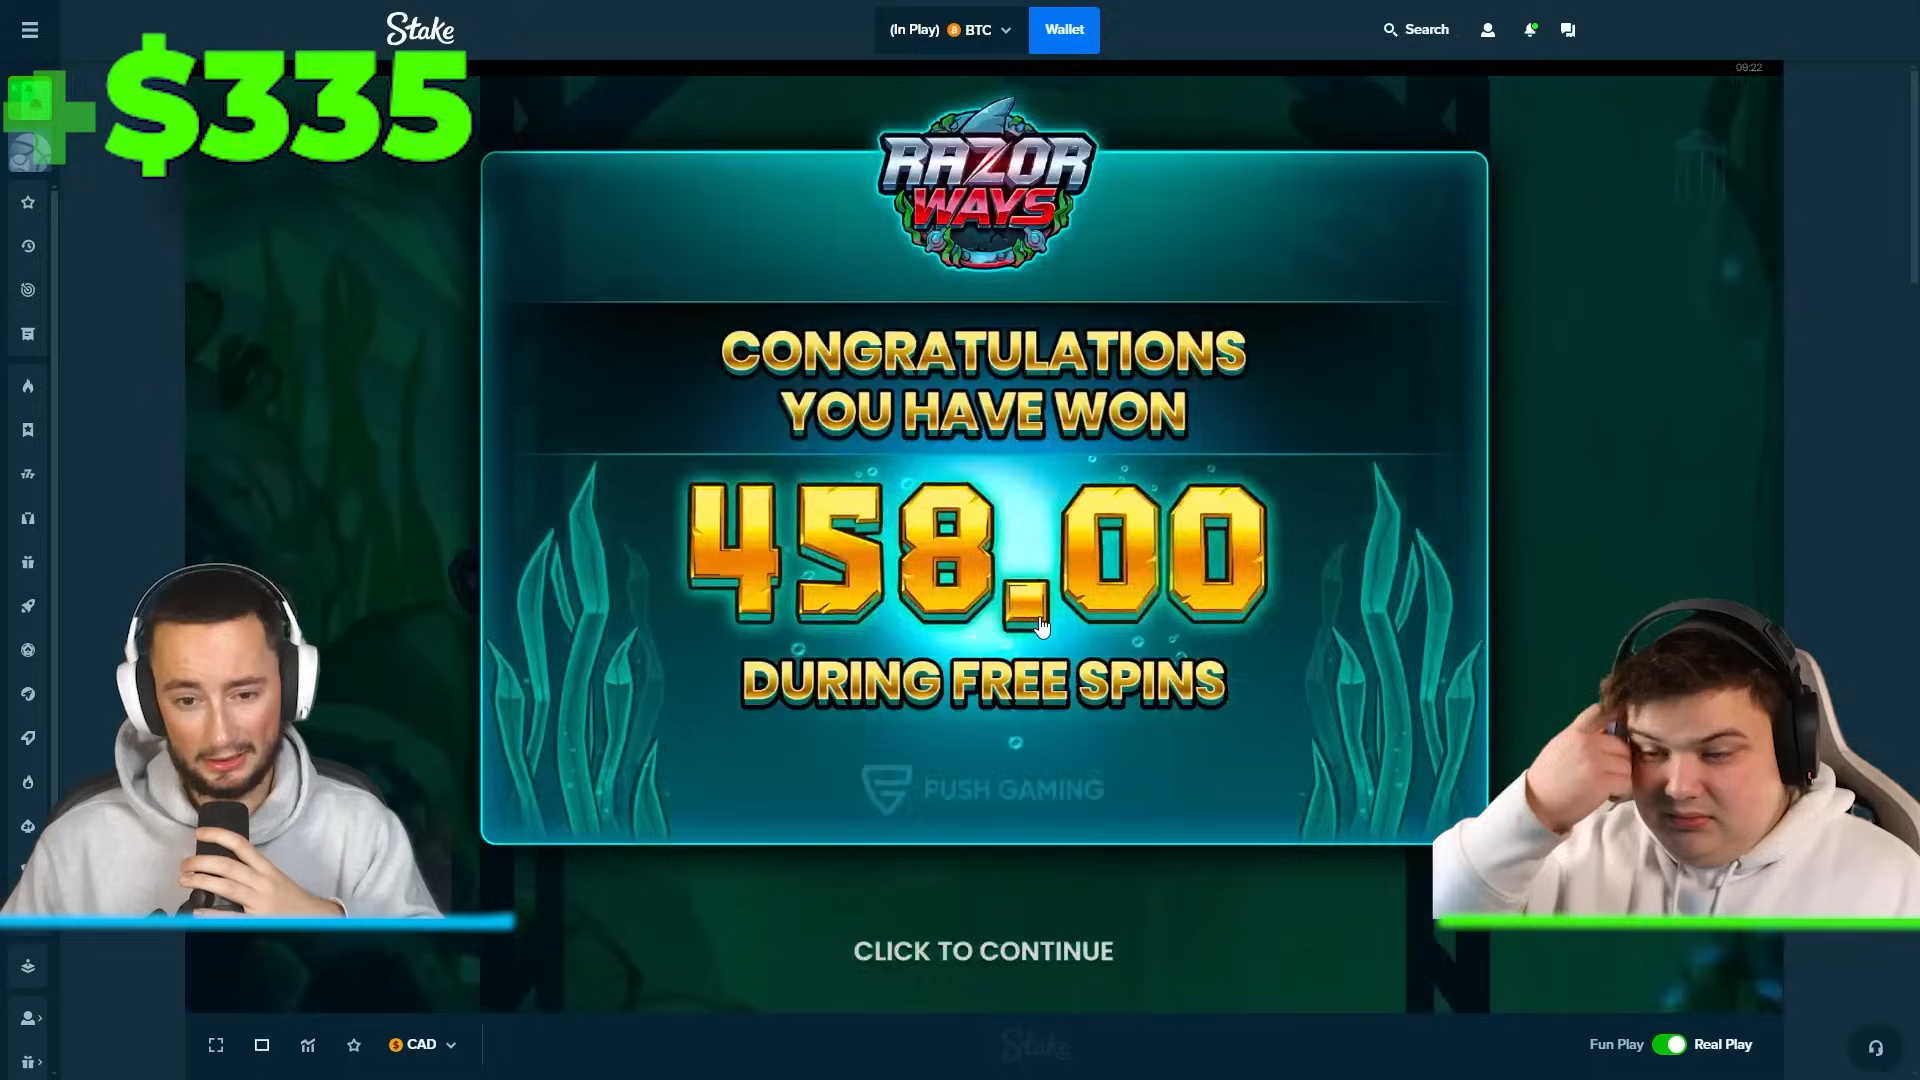 Stake
(In Play) BTC
Wallet
Search
09:22
+$335
RAZOR
WAYS
CONGRATULATIONS
YOU HAVE WON
458.00
DURING FREE SPINS
PUSH GAMING
CLICK TO CONTINUE
CAD
Stake
Fun Play
Real Play